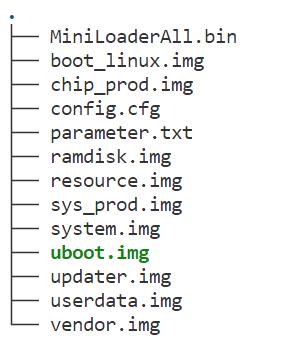 .
├── MiniLoaderAll.bin
├── boot_linux.img
├── chip_prod.img
├── config.cfg
├── parameter.txt
├── ramdisk.img
├── resource.img
├── sys_prod.img
├── system.img
├── uboot.img
├── updater.img
├── userdata.img
└── vendor.img